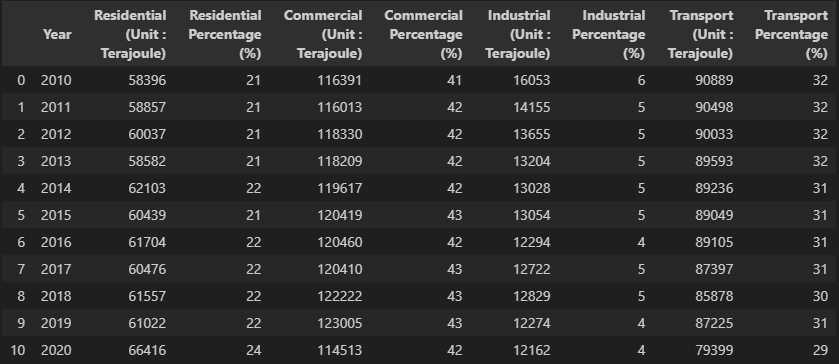 Year Residential (Unit : Terajoule) Residential Percentage (%) Commercial (Unit : Terajoule) Commercial Percentage (%) Industrial (Unit : Terajoule) Industrial Percentage (%) Transport (Unit : Terajoule) Transport Percentage (%)
0 2010 58396 21 116391 41 16053 6 90889 32
1 2011 58857 21 116013 42 14155 5 90498 32
2 2012 60037 21 118330 42 13655 5 90033 32
3 2013 58582 21 118209 42 13204 5 89593 32
4 2014 62103 22 119617 42 13028 5 89236 31
5 2015 60439 21 120419 43 13054 5 89049 31
6 2016 61704 22 120460 42 12294 4 89105 31
7 2017 60476 22 120410 43 12722 5 87397 31
8 2018 61557 22 122222 43 12829 5 85878 30
9 2019 61022 22 123005 43 12274 4 87225 31
10 2020 66416 24 114513 42 12162 4 79399 29